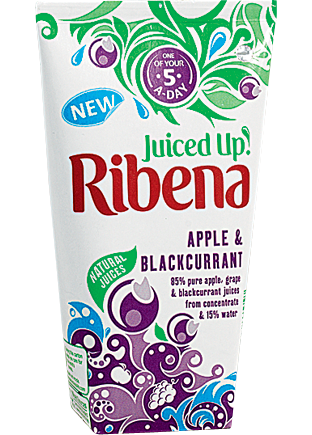 ONE
OF YOUR
5
A-DAY
NEW
Juiced Up!
Ribena
APPLE &
BLACKCURRANT
NATURAL
JUICES
85% pure apple, grape
& blackcurrant juices
from concentrate
& 15% water